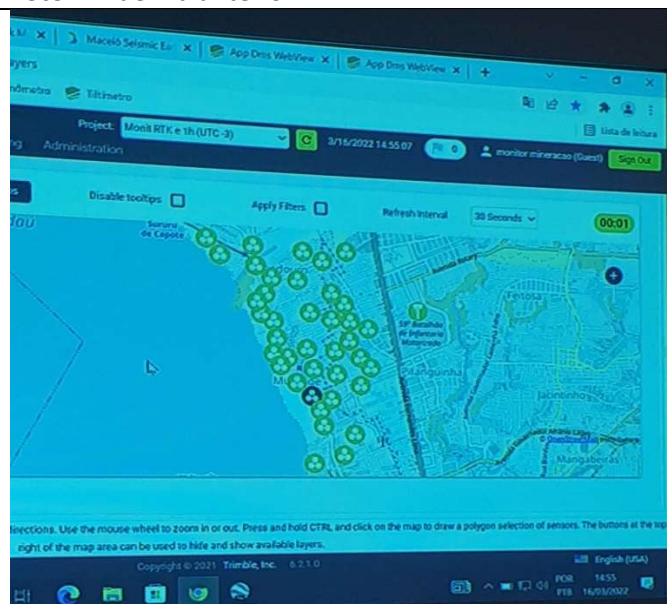 Maceió Seismic Ea
App Dms WebView
App Dms WebView
ayers
Tiltímetro
Lista de leitura
Project:
Monit RTK e 1h (UTC -3)
3/16/2022 14:55:07
0
monitor mineracao (Guest)
Sign Out
Administration
Disable tooltips
Apply Filters
Refresh Interval
30 Seconds
00:01
Sururu
de Capote
59º Batalhão
de Infantaria
Motorizado
Feitosa
Pitanguinha
Jacintinho
OpenStreetMap
Mangabeiras
directions. Use the mouse wheel to zoom in or out. Press and hold CTRL and click on the map to draw a polygon selection of sensors. The buttons at the top
right of the map area can be used to hide and show available layers.
Copyright © 2021 Trimble, Inc. 6.2.1.0
English (USA)
POR
PTB
14:55
16/03/2022